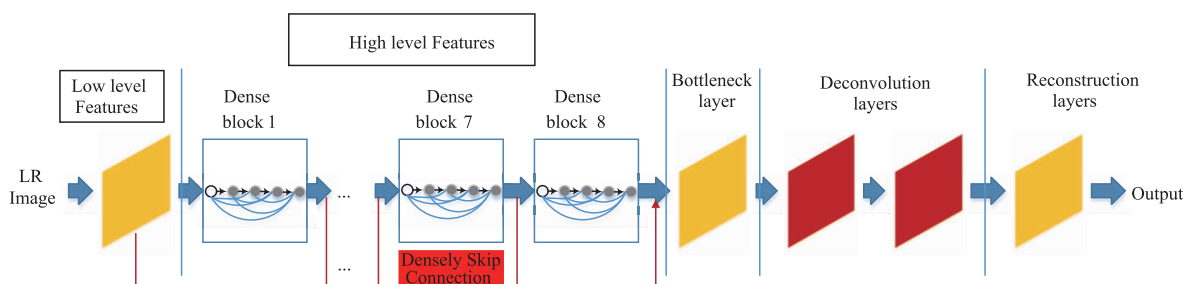 High level Features
Low level
Features
Dense
block 1
Dense
block 7
Dense
block 8
Bottleneck
layer
Deconvolution
layers
Reconstruction
layers
LR
Image
...
Output
...
Densely Skip
Connection